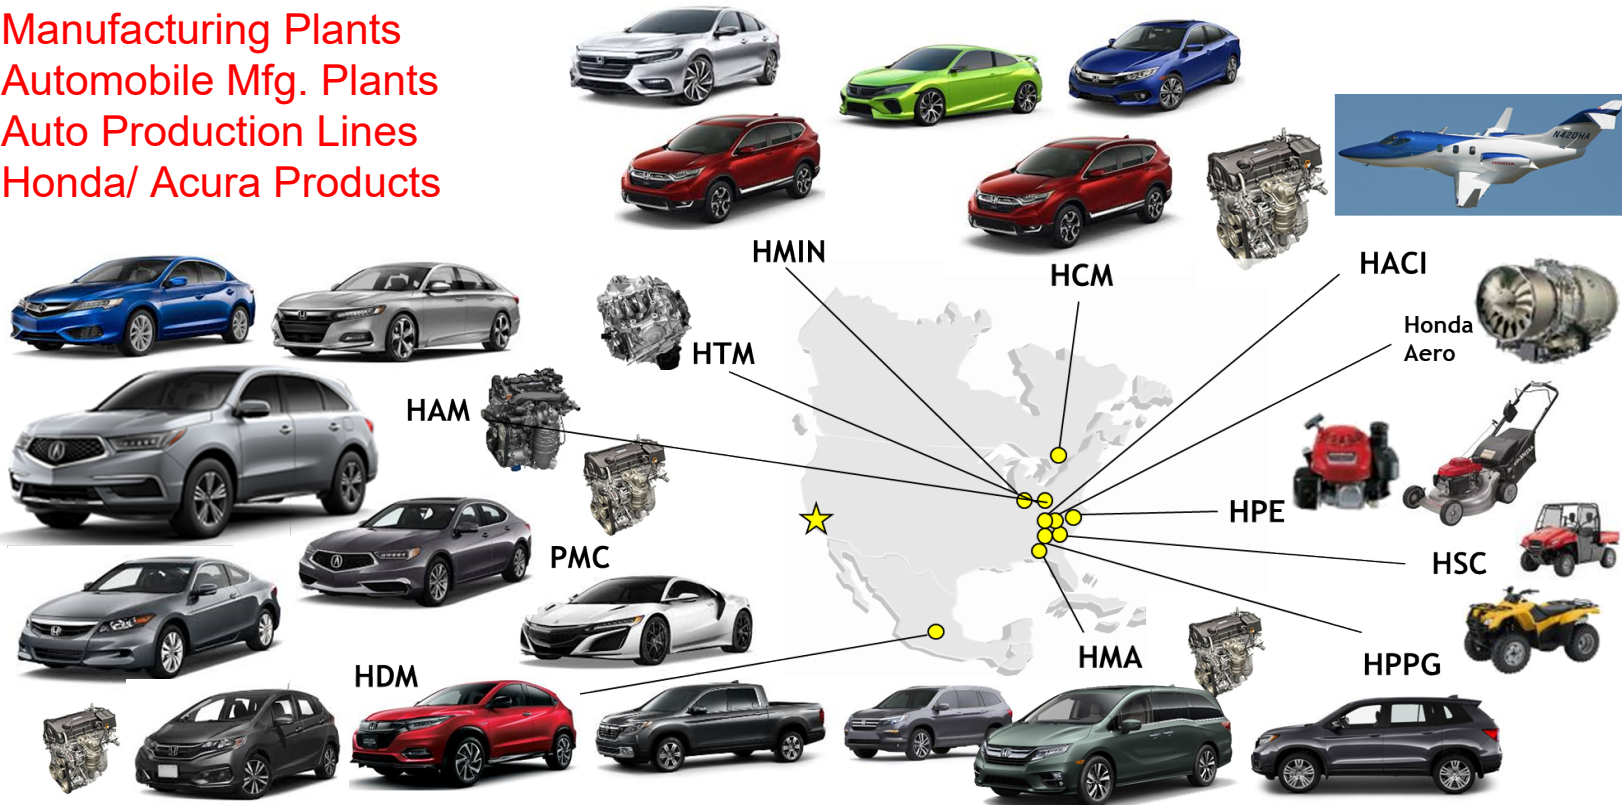 Manufacturing Plants
Automobile Mfg. Plants
Auto Production Lines
Honda/ Acura Products
N420HA
HMIN
HCM
HACI
Honda
Aero
HTM
HAM
HPE
PMC
HSC
HMA
HPPG
HDM